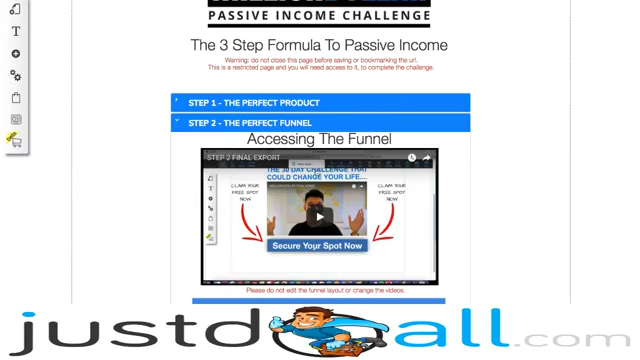 PASSIVE INCOME CHALLENGE
The 3 Step Formula To Passive Income
Warning: do not close this page before saving or bookmarking the url.
This is a restricted page and you will need access to it, to complete the challenge.
STEP 1 - THE PERFECT PRODUCT
STEP 2 - THE PERFECT FUNNEL
Accessing The Funnel
STEP 2 FINAL EXPORT
THE 30 DAY CHALLENGE THAT
COULD CHANGE YOUR LIFE....
CLAIM YOUR
FREE SPOT
NOW
CLAIM YOUR
FREE SPOT
NOW
Secure Your Spot Now
Please do not edit the funnel layout or change the videos.
justdoall.com